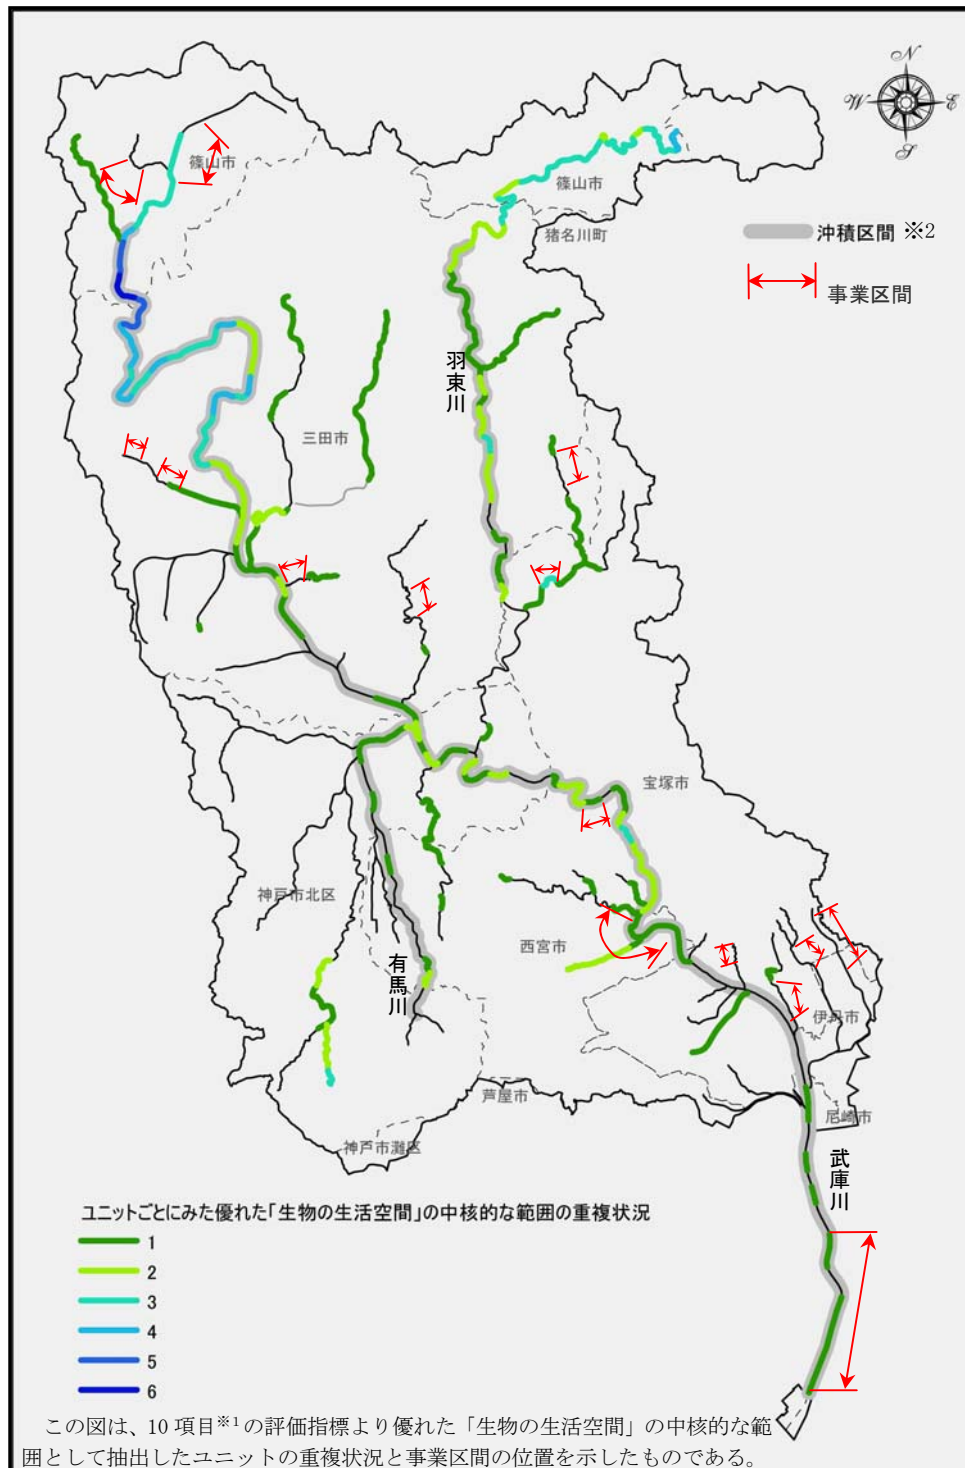 N
W E
S
篠山市
篠山市
猪名川町
沖積区間 ※2
事業区間
羽束川
三田市
宝塚市
神戸市北区
西宮市
有馬川
伊丹市
芦屋市
尼崎市
神戸市灘区
武庫川
ユニットごとにみた優れた「生物の生活空間」の中核的な範囲の重複状況
1
2
3
4
5
6
この図は、10 項目※1の評価指標より優れた「生物の生活空間」の中核的な範
囲として抽出したユニットの重複状況と事業区間の位置を示したものである。